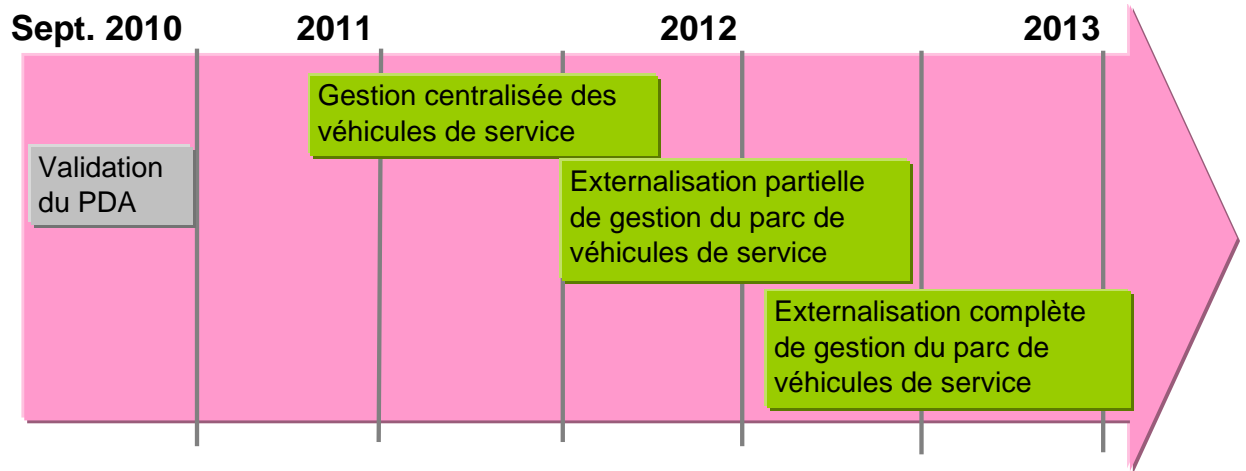 Sept. 2010 2011 2012 2013
Gestion centralisée des
véhicules de service
Validation
du PDA
Externalisation partielle
de gestion du parc de
véhicules de service
Externalisation complète
de gestion du parc de
véhicules de service